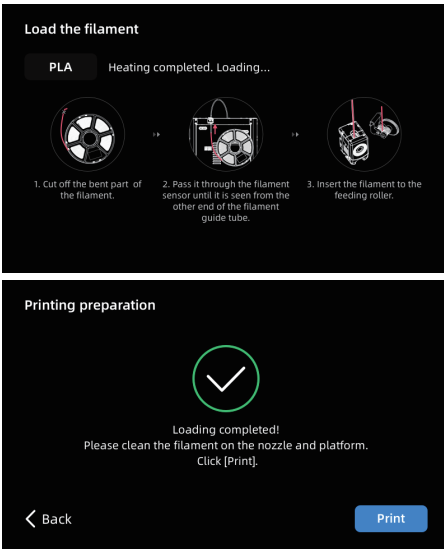 Load the filament
PLA
Heating completed. Loading...
1. Cut off the bent part of
the filament.
2. Pass it through the filament
sensor until it is seen from the
other end of the filament
guide tube.
3. Insert the filament to the
feeding roller.
Printing preparation
Loading completed!
Please clean the filament on the nozzle and platform.
Click [Print].
Back
Print